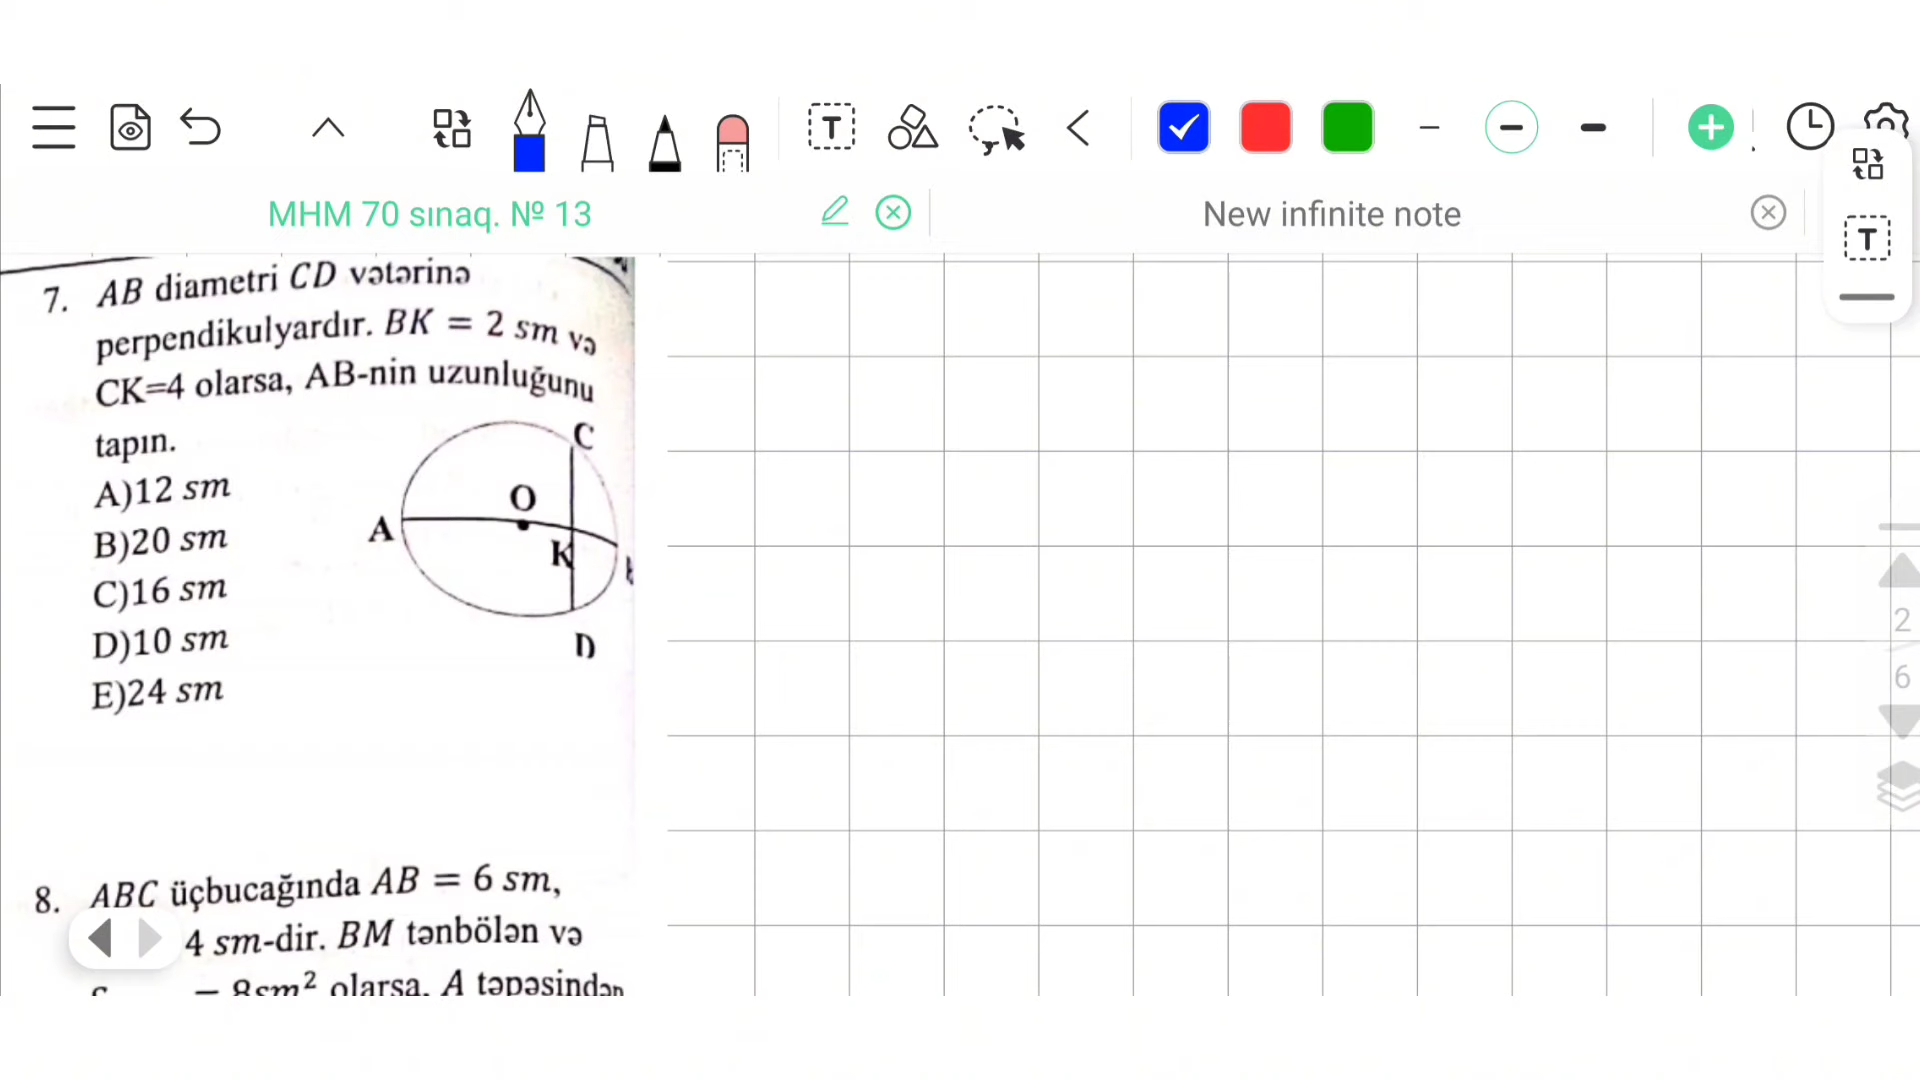 T
T
MHM 70 sınaq. № 13
New infinite note
7. AB diametri CD vətərinə
perpendikulyardır. BK = 2 sm və
CK=4 olarsa, AB-nin uzunluğunu
tapın.
A)12 sm
B)20 sm
C)16 sm
D)10 sm
E)24 sm
C
O
A
K
D
2
6
8. ABC üçbucağında AB = 6 sm,
4 sm-dir. BM tənbölən və
= 8sm² olarsa, A təpəsindən